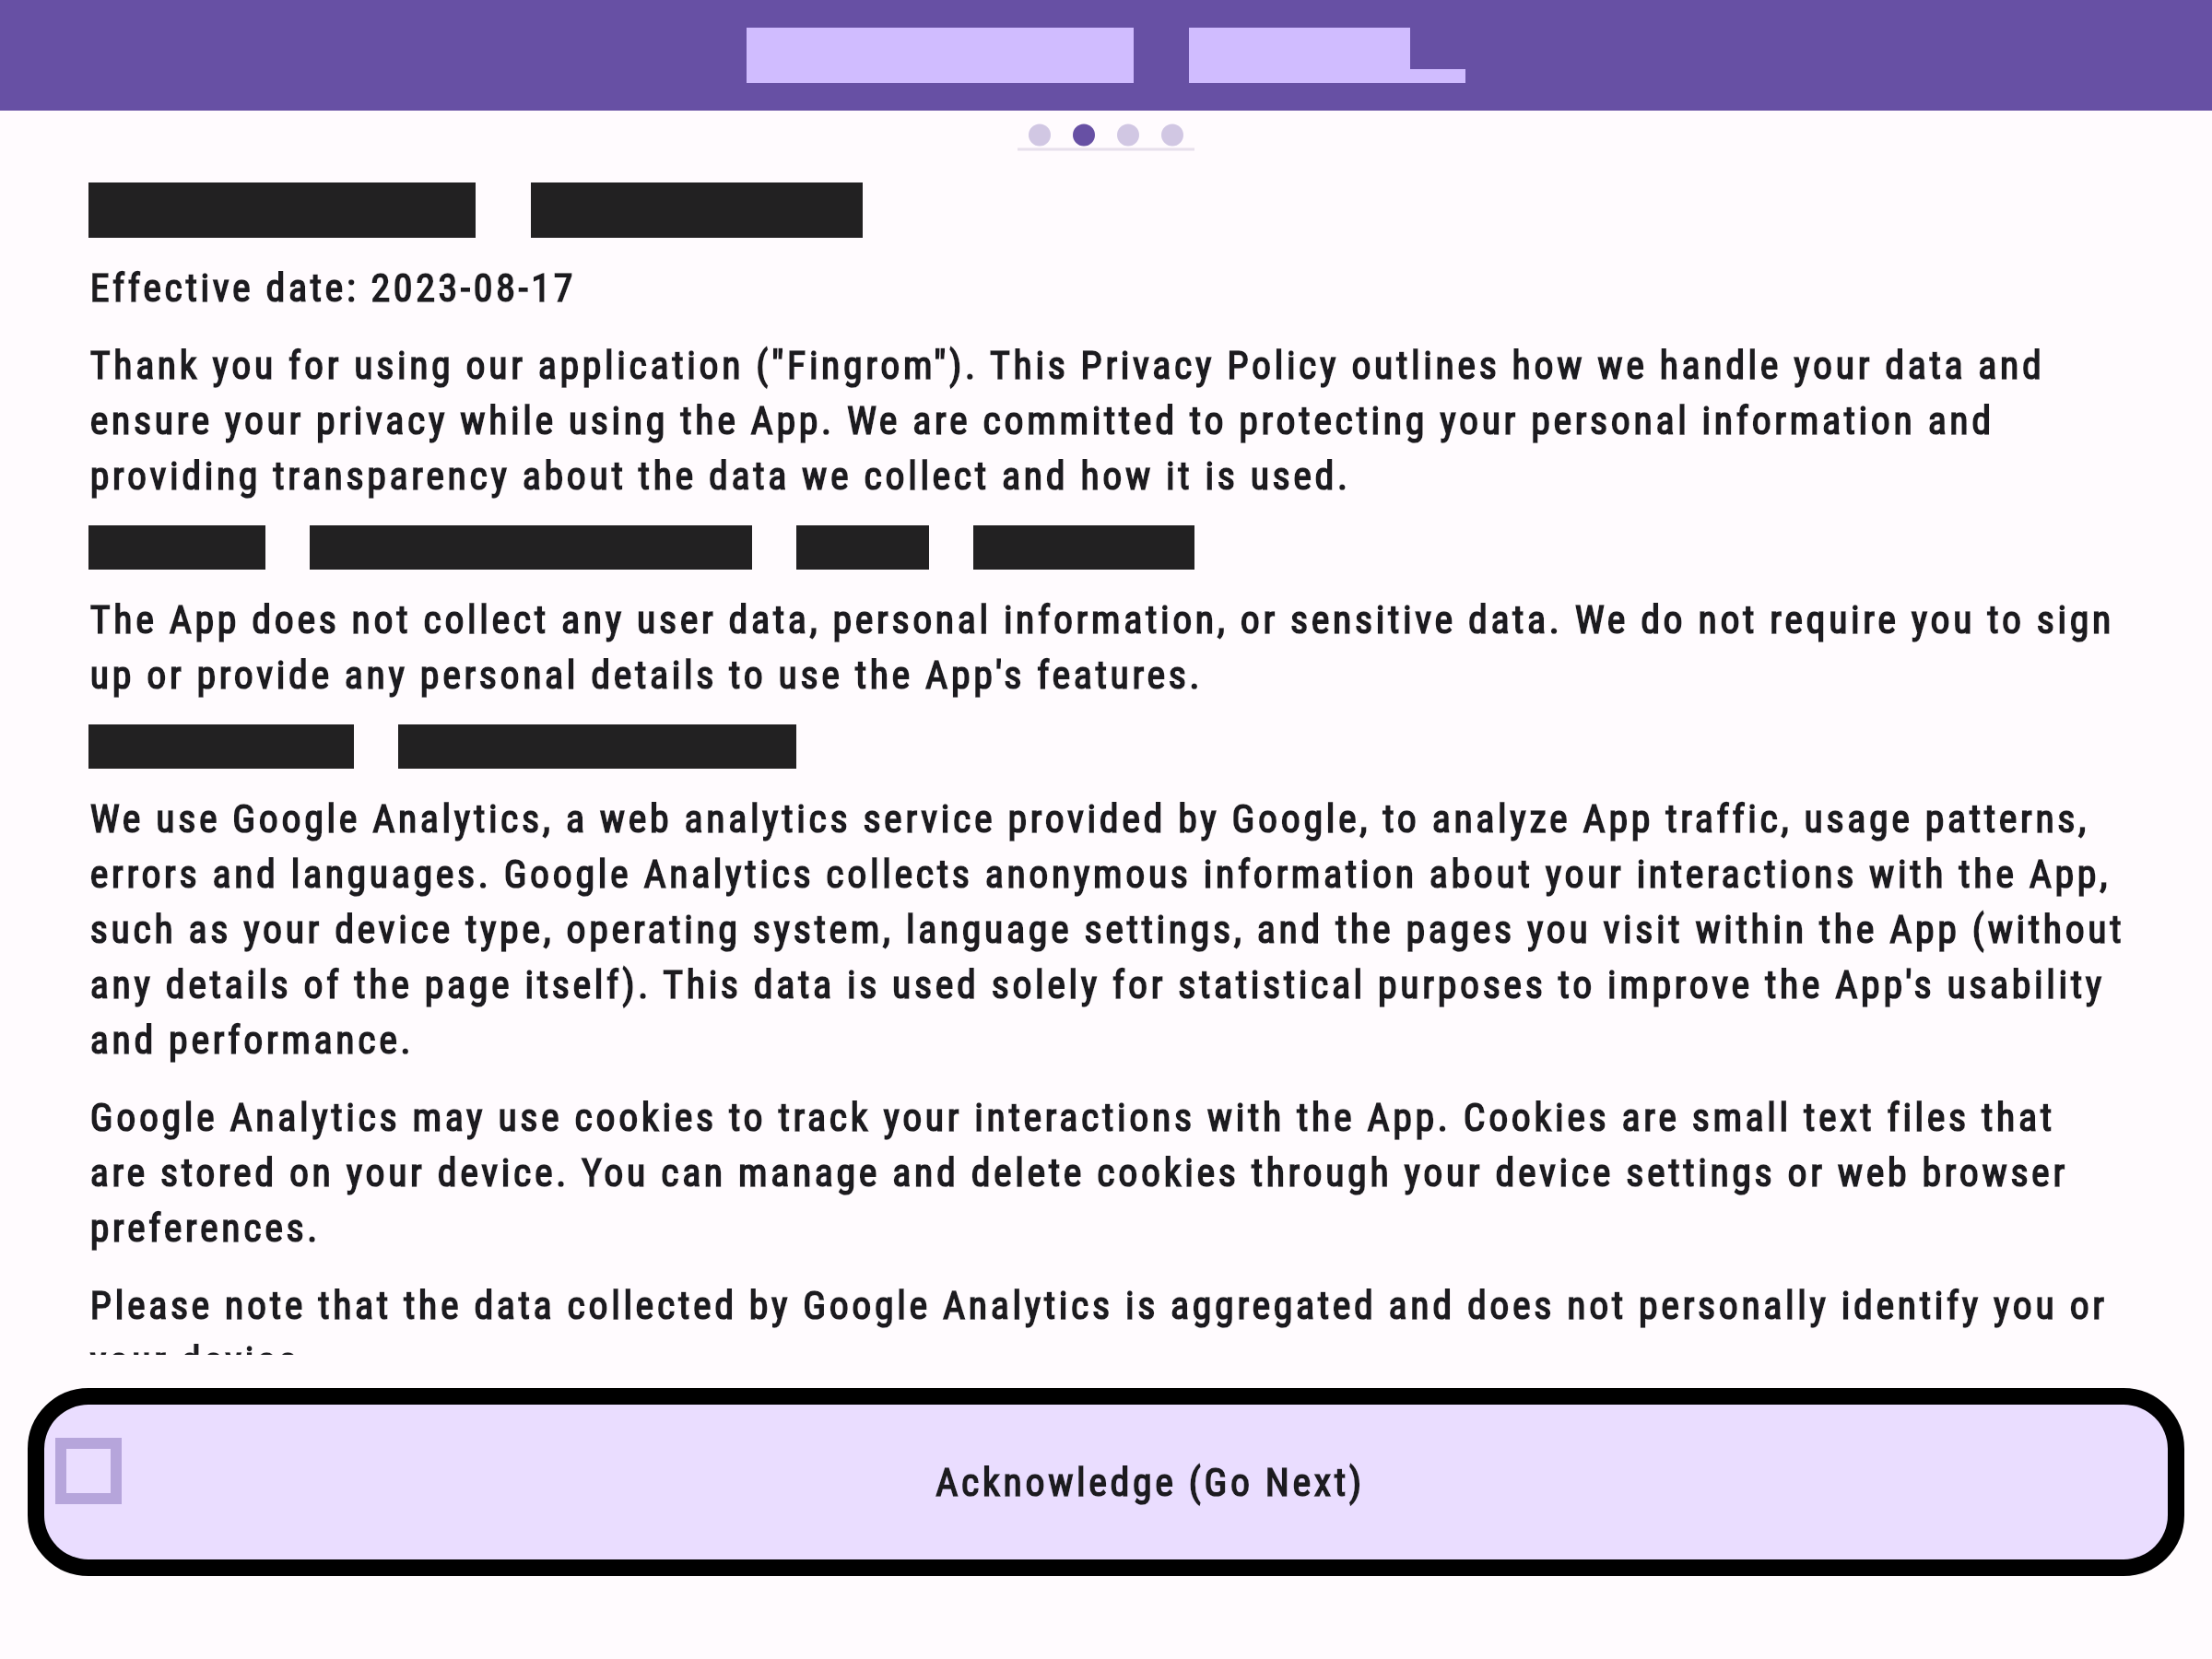 Effective date: 2023-08-17
Thank you for using our application ("Fingrom"). This Privacy Policy outlines how we handle your data and
ensure your privacy while using the App. We are committed to protecting your personal information and
providing transparency about the data we collect and how it is used.
The App does not collect any user data, personal information, or sensitive data. We do not require you to sign
up or provide any personal details to use the App's features.
We use Google Analytics, a web analytics service provided by Google, to analyze App traffic, usage patterns,
errors and languages. Google Analytics collects anonymous information about your interactions with the App,
such as your device type, operating system, language settings, and the pages you visit within the App (without
any details of the page itself). This data is used solely for statistical purposes to improve the App's usability
and performance.
Google Analytics may use cookies to track your interactions with the App. Cookies are small text files that
are stored on your device. You can manage and delete cookies through your device settings or web browser
preferences.
Please note that the data collected by Google Analytics is aggregated and does not personally identify you or
Acknowledge (Go Next)